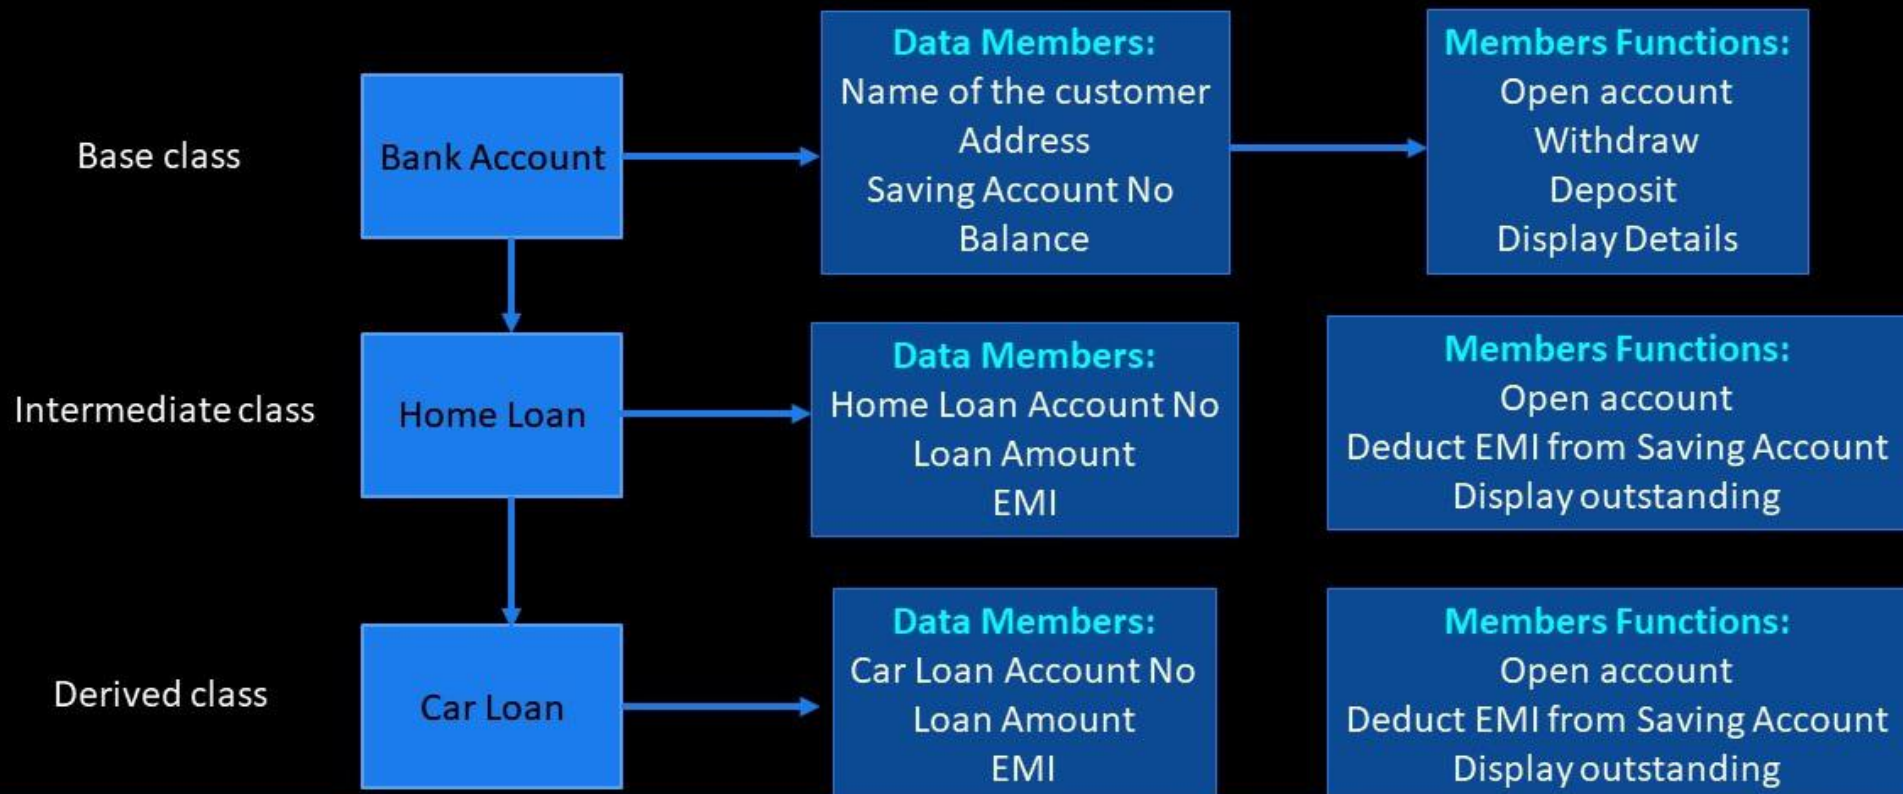 Base class
Bank Account
Data Members:
Name of the customer
Address
Saving Account No
Balance
Members Functions:
Open account
Withdraw
Deposit
Display Details
Intermediate class
Home Loan
Data Members:
Home Loan Account No
Loan Amount
EMI
Members Functions:
Open account
Deduct EMI from Saving Account
Display outstanding
Derived class
Car Loan
Data Members:
Car Loan Account No
Loan Amount
EMI
Members Functions:
Open account
Deduct EMI from Saving Account
Display outstanding